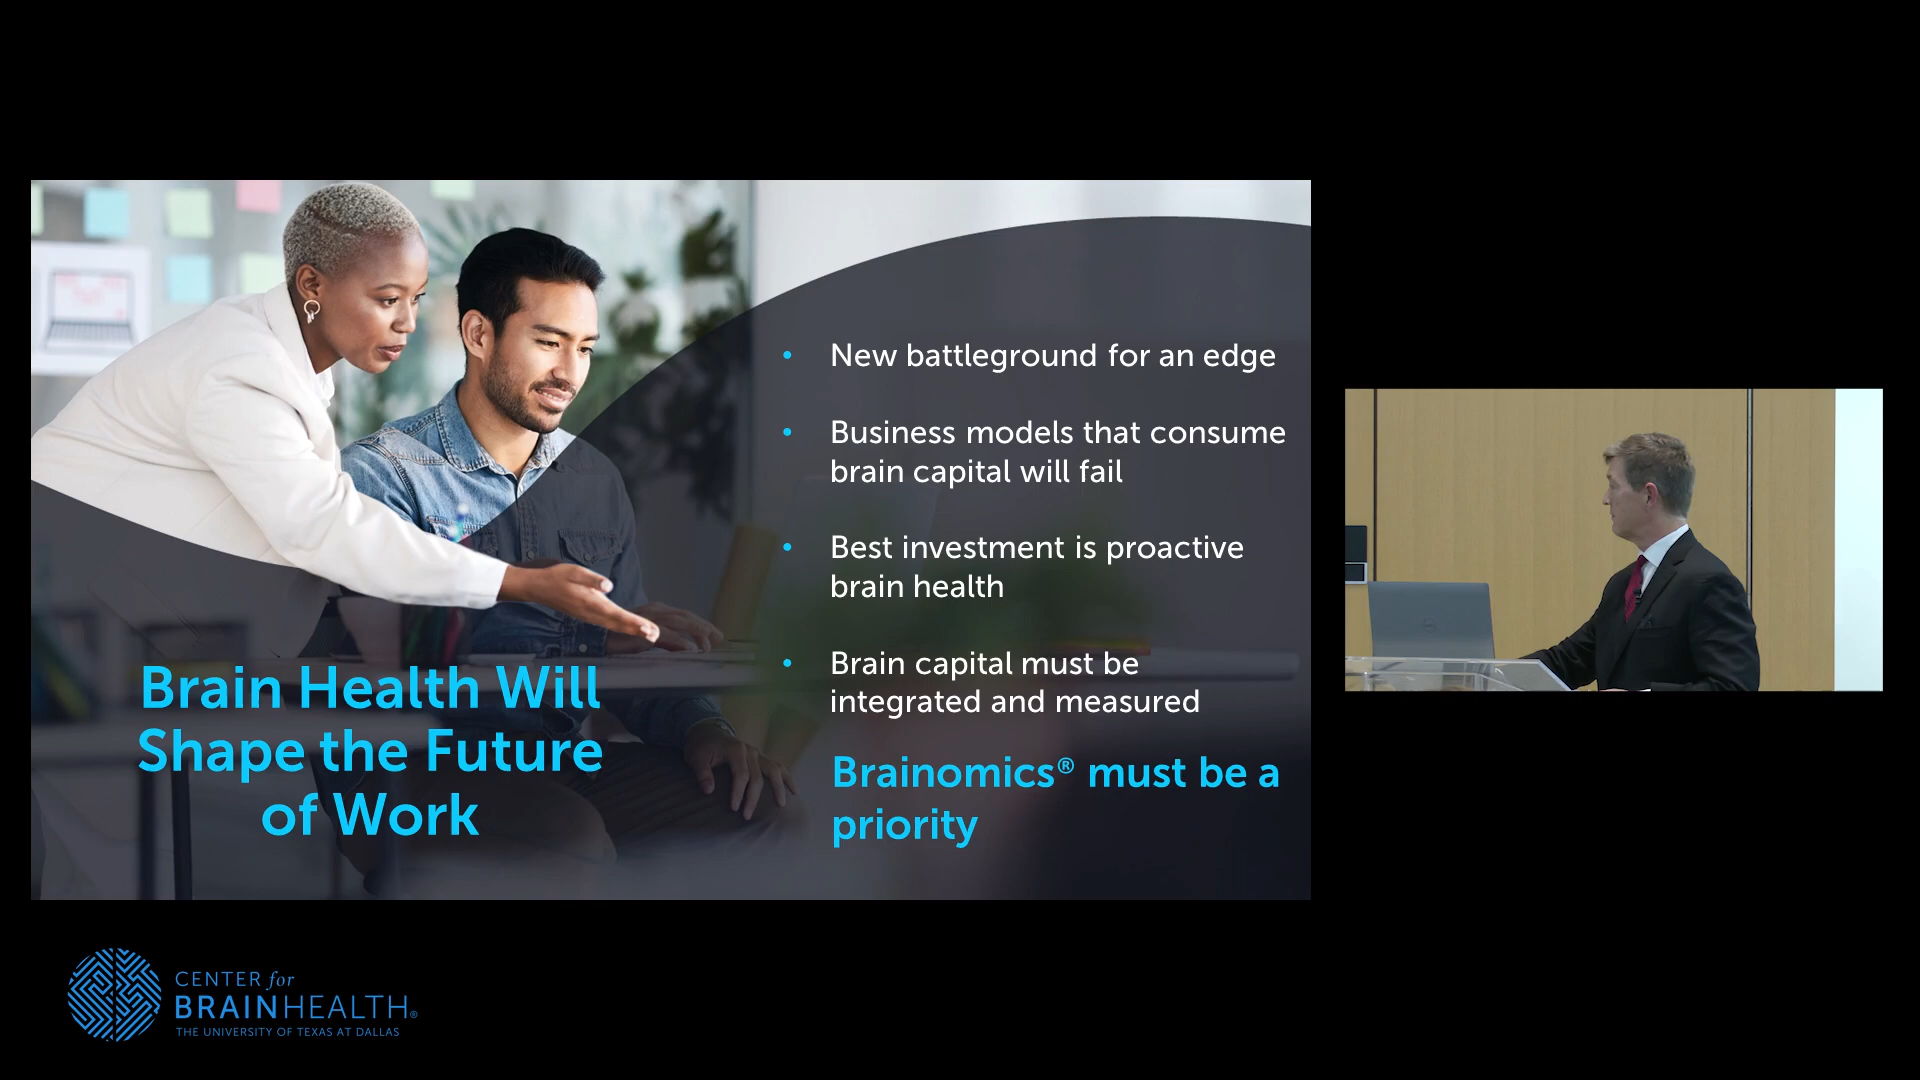 New battleground for an edge
Business models that consume
brain capital will fail
Best investment is proactive
brain health
Brain capital must be
integrated and measured
Brainomics® must be a
priority
Brain Health Will
Shape the Future
of Work
CENTER for
BRAINHEALTH®
THE UNIVERSITY OF TEXAS AT DALLAS